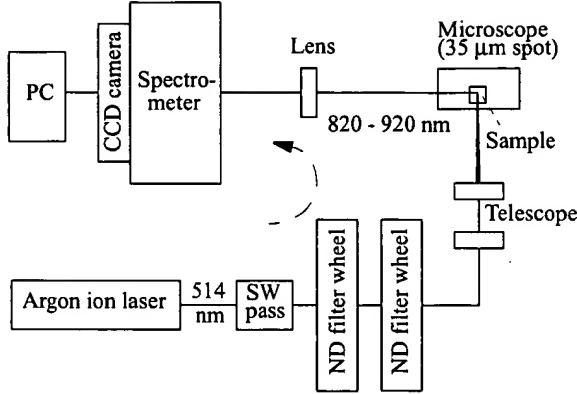 Microscope
(35 µm spot)
Lens
Spectro-
meter
CCD camera
PC
820 - 920 nm
Sample
Telescope
ND filter wheel
ND filter wheel
514
nm
SW
pass
Argon ion laser